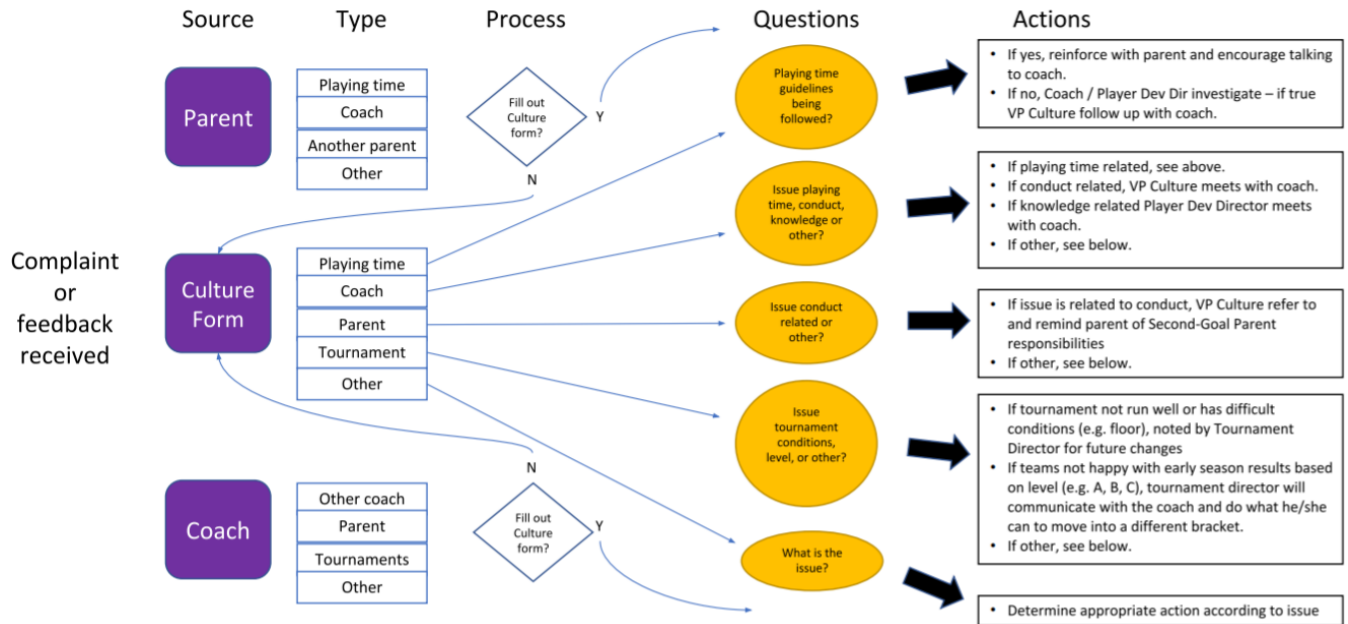 Source
Type
Process
Questions
Actions
Complaint
or
feedback
received
Parent
Playing time
Coach
Another parent
Other
Fill out
Culture
form?
Y
N
Culture
Form
Playing time
Coach
Parent
Tournament
Other
Coach
Other coach
Parent
Tournaments
Other
N
Fill out
Culture
form?
Y
Playing time
guidelines
being
followed?
• If yes, reinforce with parent and encourage talking
to coach.
• If no, Coach / Player Dev Dir investigate – if true
VP Culture follow up with coach.
Issue playing
time, conduct,
knowledge or
other?
• If playing time related, see above.
• If conduct related, VP Culture meets with coach.
• If knowledge related Player Dev Director meets
with coach.
• If other, see below.
Issue conduct
related or
other?
• If issue is related to conduct, VP Culture refer to
and remind parent of Second-Goal Parent
responsibilities
• If other, see below.
Issue
tournament
conditions,
level, or other?
• If tournament not run well or has difficult
conditions (e.g. floor), noted by Tournament
Director for future changes
• If teams not happy with early season results based
on level (e.g. A, B, C), tournament director will
communicate with the coach and do what he/she
can to move into a different bracket.
• If other, see below.
What is the
issue?
• Determine appropriate action according to issue